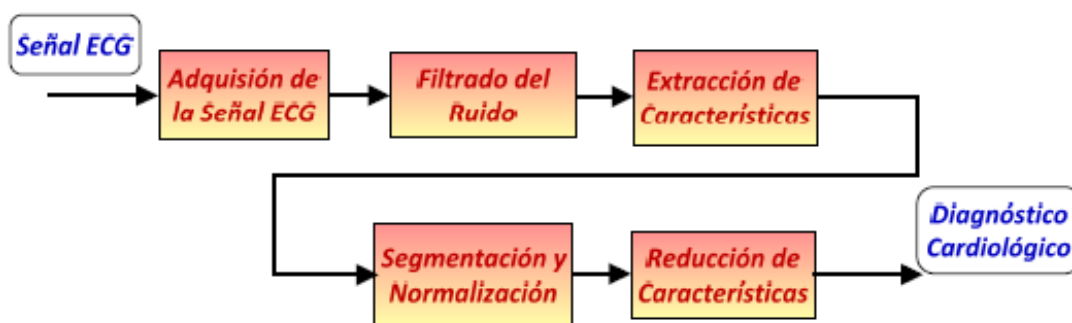 Señal ECG
Adquisión de
la Señal ECG
Filtrado del
Ruido
Extracción de
Características
Segmentación y
Normalización
Reducción de
Características
Diagnóstico
Cardiológico